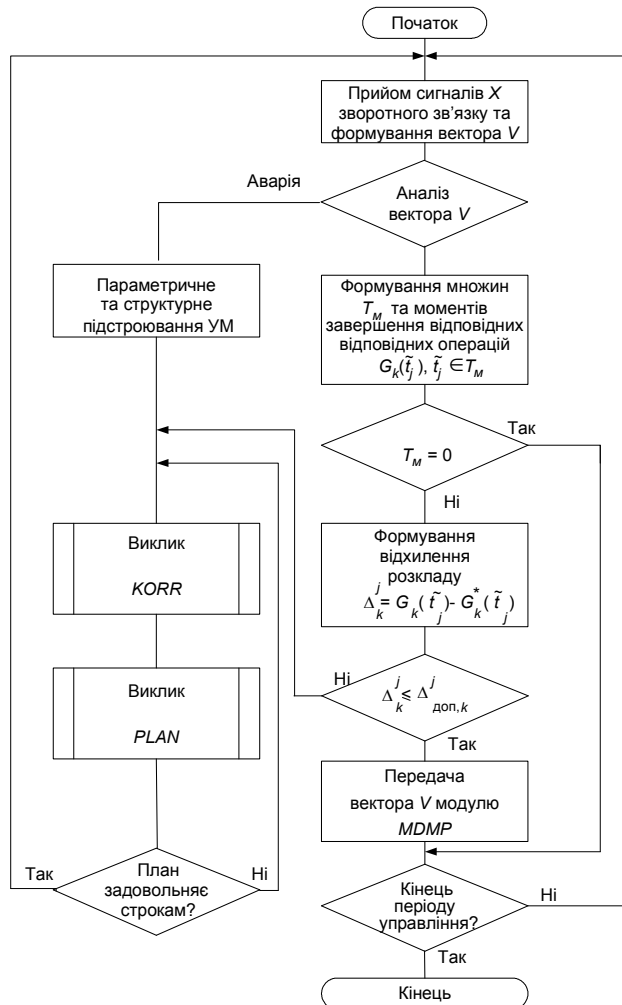 Початок
Прийом сигналів X
зворотного зв’язку та
формування вектора V
Аварія
Аналіз
вектора V
Параметричне
та структурне
підстроювання УМ
Формування множин
Tм та моментів
завершення відповідних
відповідних операцій
Gk(t̃j), t̃j ∈Tм
Так
Tм = 0
Ні
Формування
відхилення
розкладу
Δkj = Gk( t̃j )- Gk*( t̃j )
Виклик
KORR
Ні
Δkj ≤ Δдоп,kj
Так
Виклик
PLAN
Передача
вектора V модулю
MDMP
Так
План
задовольняє
строкам?
Ні
Кінець
періоду
управління?
Ні
Так
Кінець